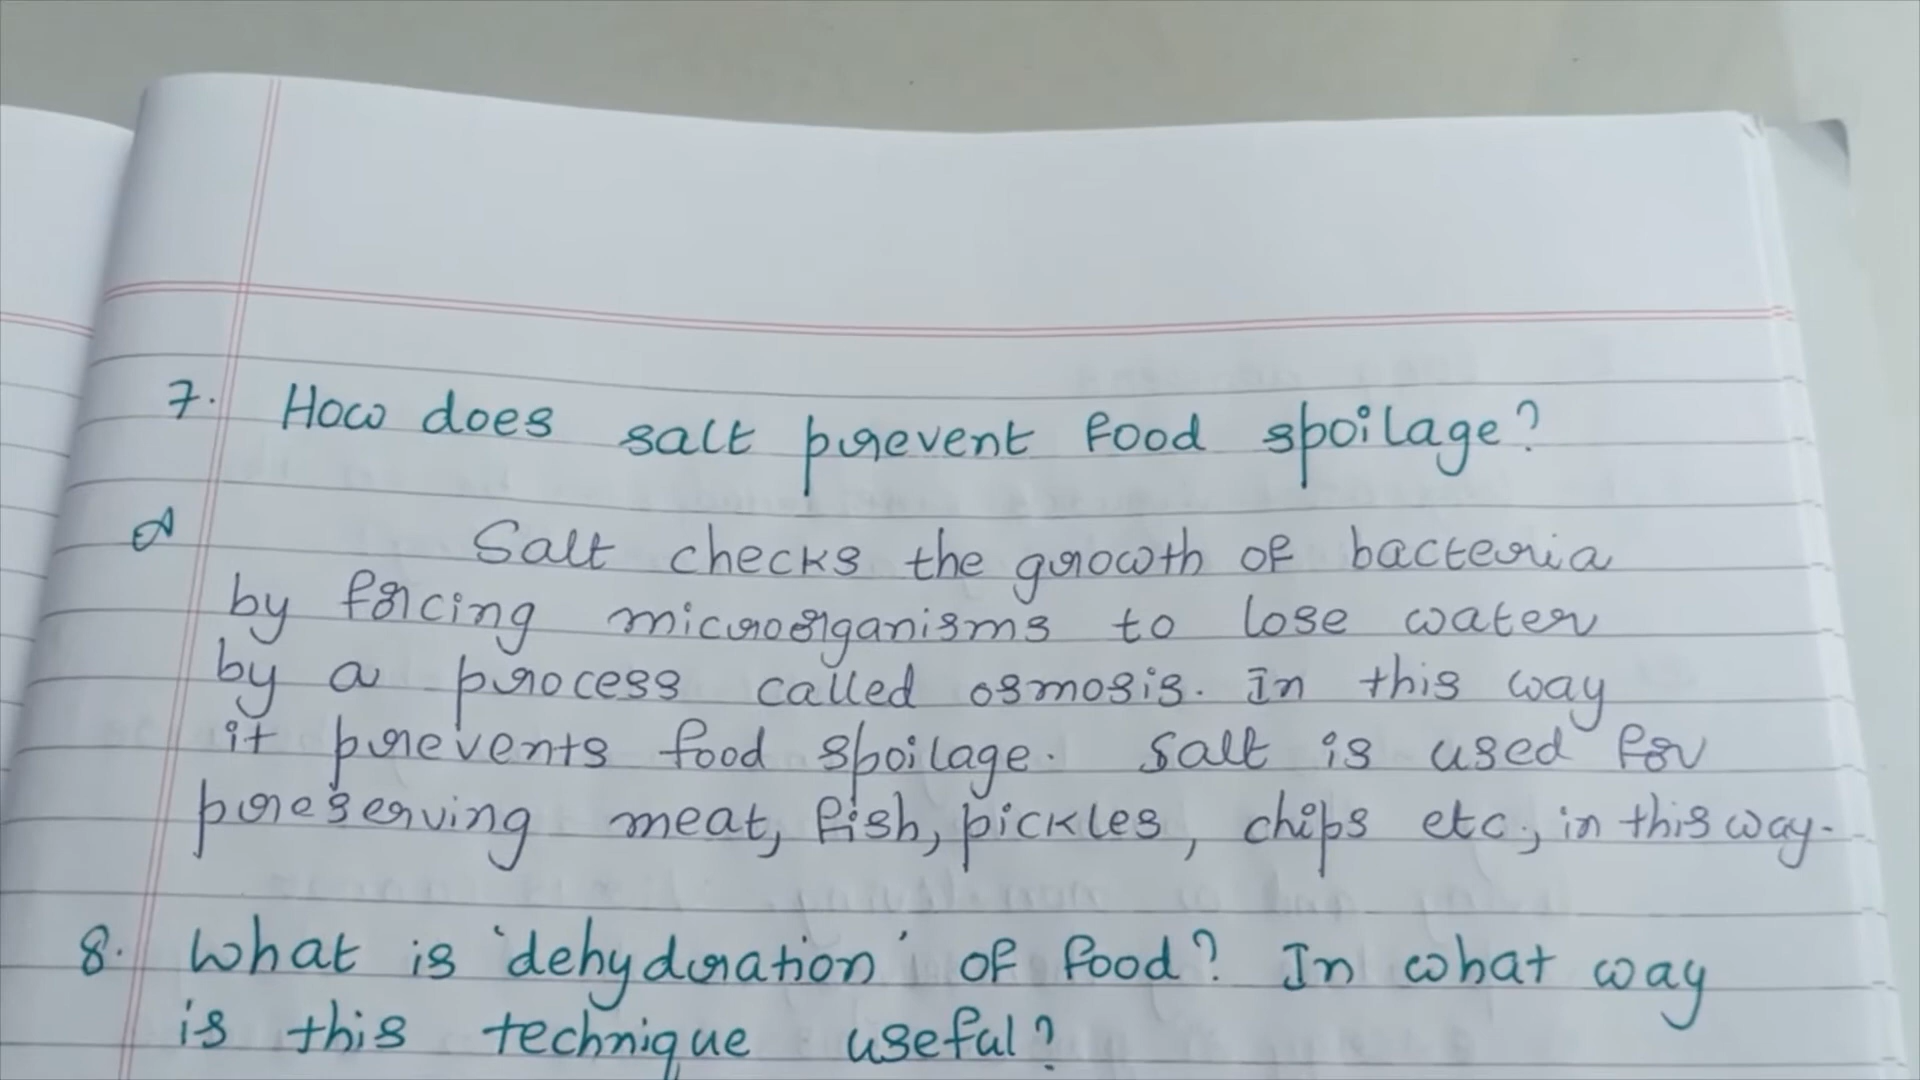 7. How does salt prevent food spoilage?
Salt checks the growth of bacteria
by forcing microorganisms to lose water
by a process called osmosis. In this way
it prevents food spoilage. Salt is used for
preserving meat, fish, pickles, chips etc., in this way.
8. What is 'dehydration' of food? In what way
is this technique useful?